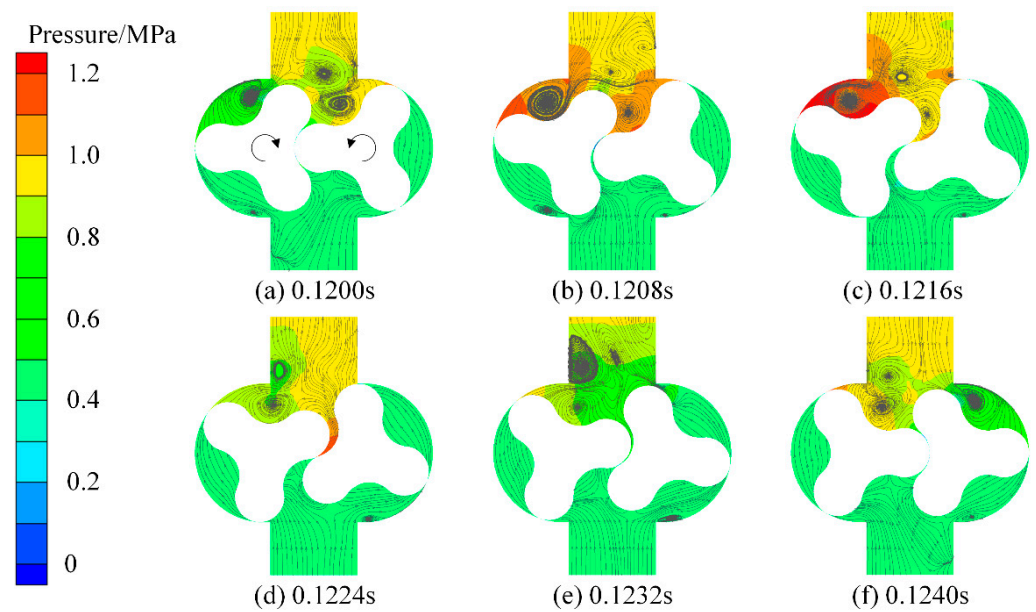 Pressure/MPa
1.2
1.0
0.8
0.6
0.4
0.2
0
(a) 0.1200s
(b) 0.1208s
(c) 0.1216s
(d) 0.1224s
(e) 0.1232s
(f) 0.1240s